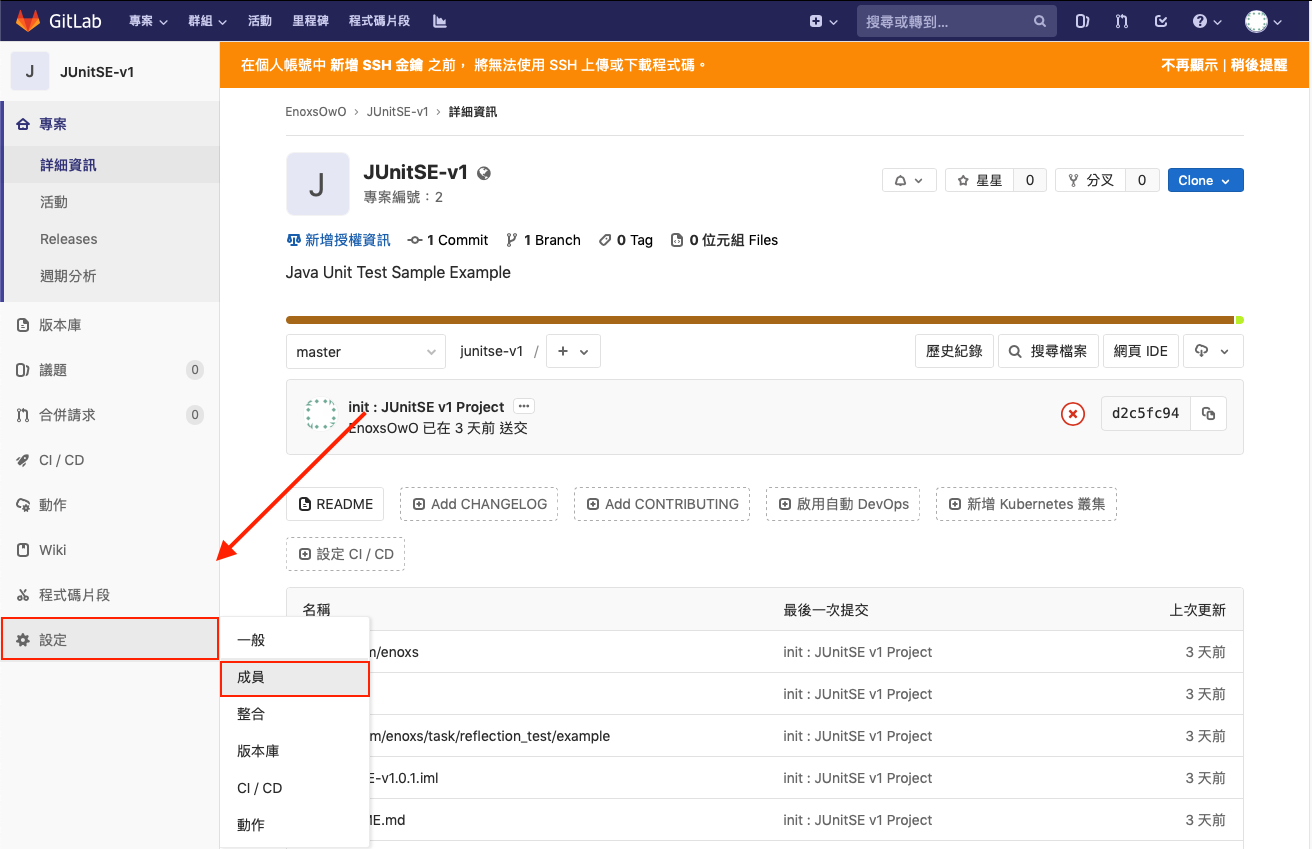 GitLab 專案 群組 活動 里程碑 程式碼片段 搜尋或轉到…
J JUnitSE-v1
在個人帳號中 新增 SSH 金鑰 之前， 將無法使用 SSH 上傳或下載程式碼。 不再顯示 | 稍後提醒
專案
詳細資訊
活動
Releases
週期分析
版本庫
議題 0
合併請求 0
CI / CD
動作
Wiki
程式碼片段
設定
一般
成員
整合
版本庫
CI / CD
動作
EnoxsOwO › JUnitSE-v1 › 詳細資訊
J
JUnitSE-v1
專案編號：2
星星 0 分叉 0 Clone
新增授權資訊 1 Commit 1 Branch 0 Tag 0 位元組 Files
Java Unit Test Sample Example
master junitse-v1 / + 歷史紀錄 搜尋檔案 網頁 IDE
init : JUnitSE v1 Project
EnoxsOwO 已在 3 天前 送交
d2c5fc94
README Add CHANGELOG Add CONTRIBUTING 啟用自動 DevOps 新增 Kubernetes 叢集
設定 CI / CD
名稱 最後一次提交 上次更新
m/enoxs init : JUnitSE v1 Project 3 天前
init : JUnitSE v1 Project 3 天前
m/enoxs/task/reflection_test/example init : JUnitSE v1 Project 3 天前
E-v1.0.1.iml init : JUnitSE v1 Project 3 天前
ME.md init : JUnitSE v1 Project 3 天前